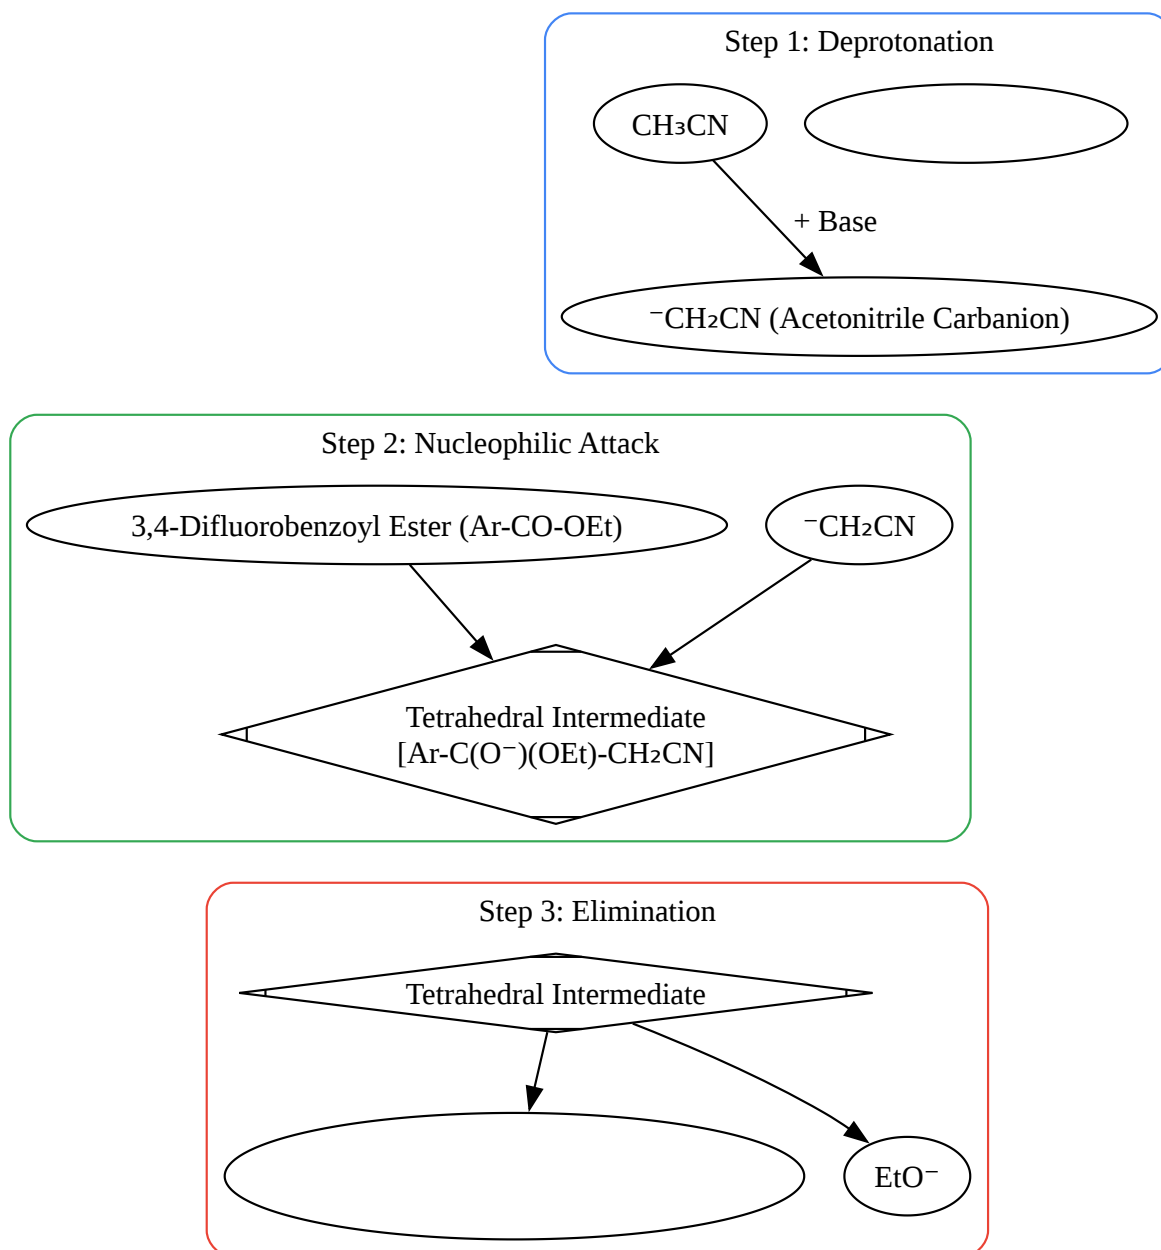 Step 1: Deprotonation
CH₃CN
+ Base
⁻CH₂CN (Acetonitrile Carbanion)
Step 2: Nucleophilic Attack
3,4-Difluorobenzoyl Ester (Ar-CO-OEt)
⁻CH₂CN
Tetrahedral Intermediate
[Ar-C(O⁻)(OEt)-CH₂CN]
Step 3: Elimination
Tetrahedral Intermediate
EtO⁻